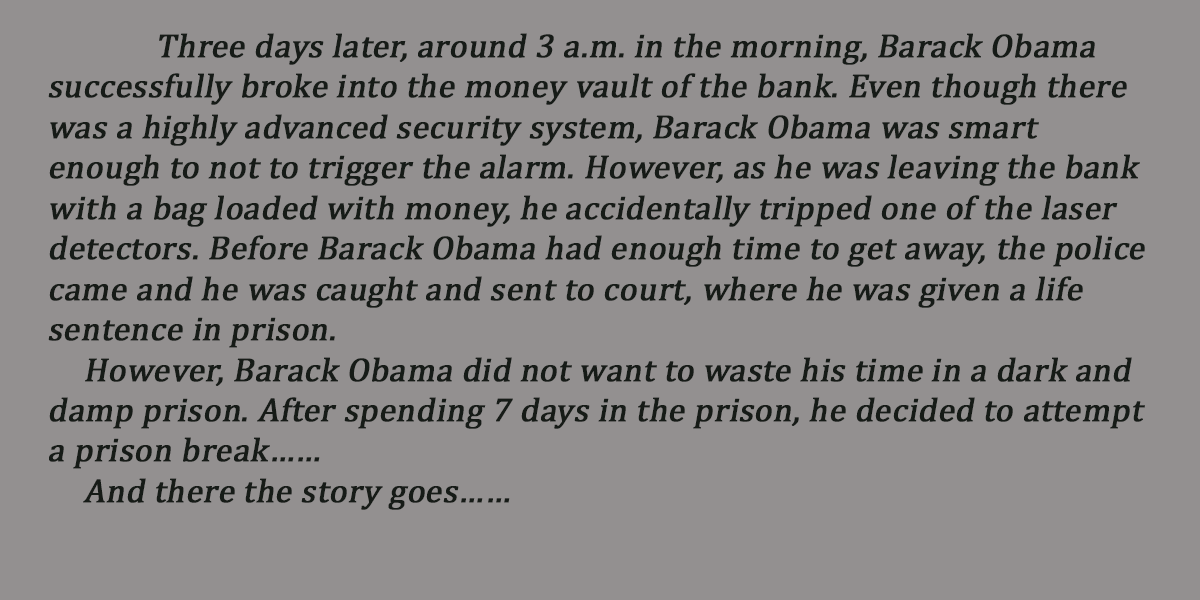 Three days later, around 3 a.m. in the morning, Barack Obama
successfully broke into the money vault of the bank. Even though there
was a highly advanced security system, Barack Obama was smart
enough to not to trigger the alarm. However, as he was leaving the bank
with a bag loaded with money, he accidentally tripped one of the laser
detectors. Before Barack Obama had enough time to get away, the police
came and he was caught and sent to court, where he was given a life
sentence in prison.
However, Barack Obama did not want to waste his time in a dark and
damp prison. After spending 7 days in the prison, he decided to attempt
a prison break……
And there the story goes……